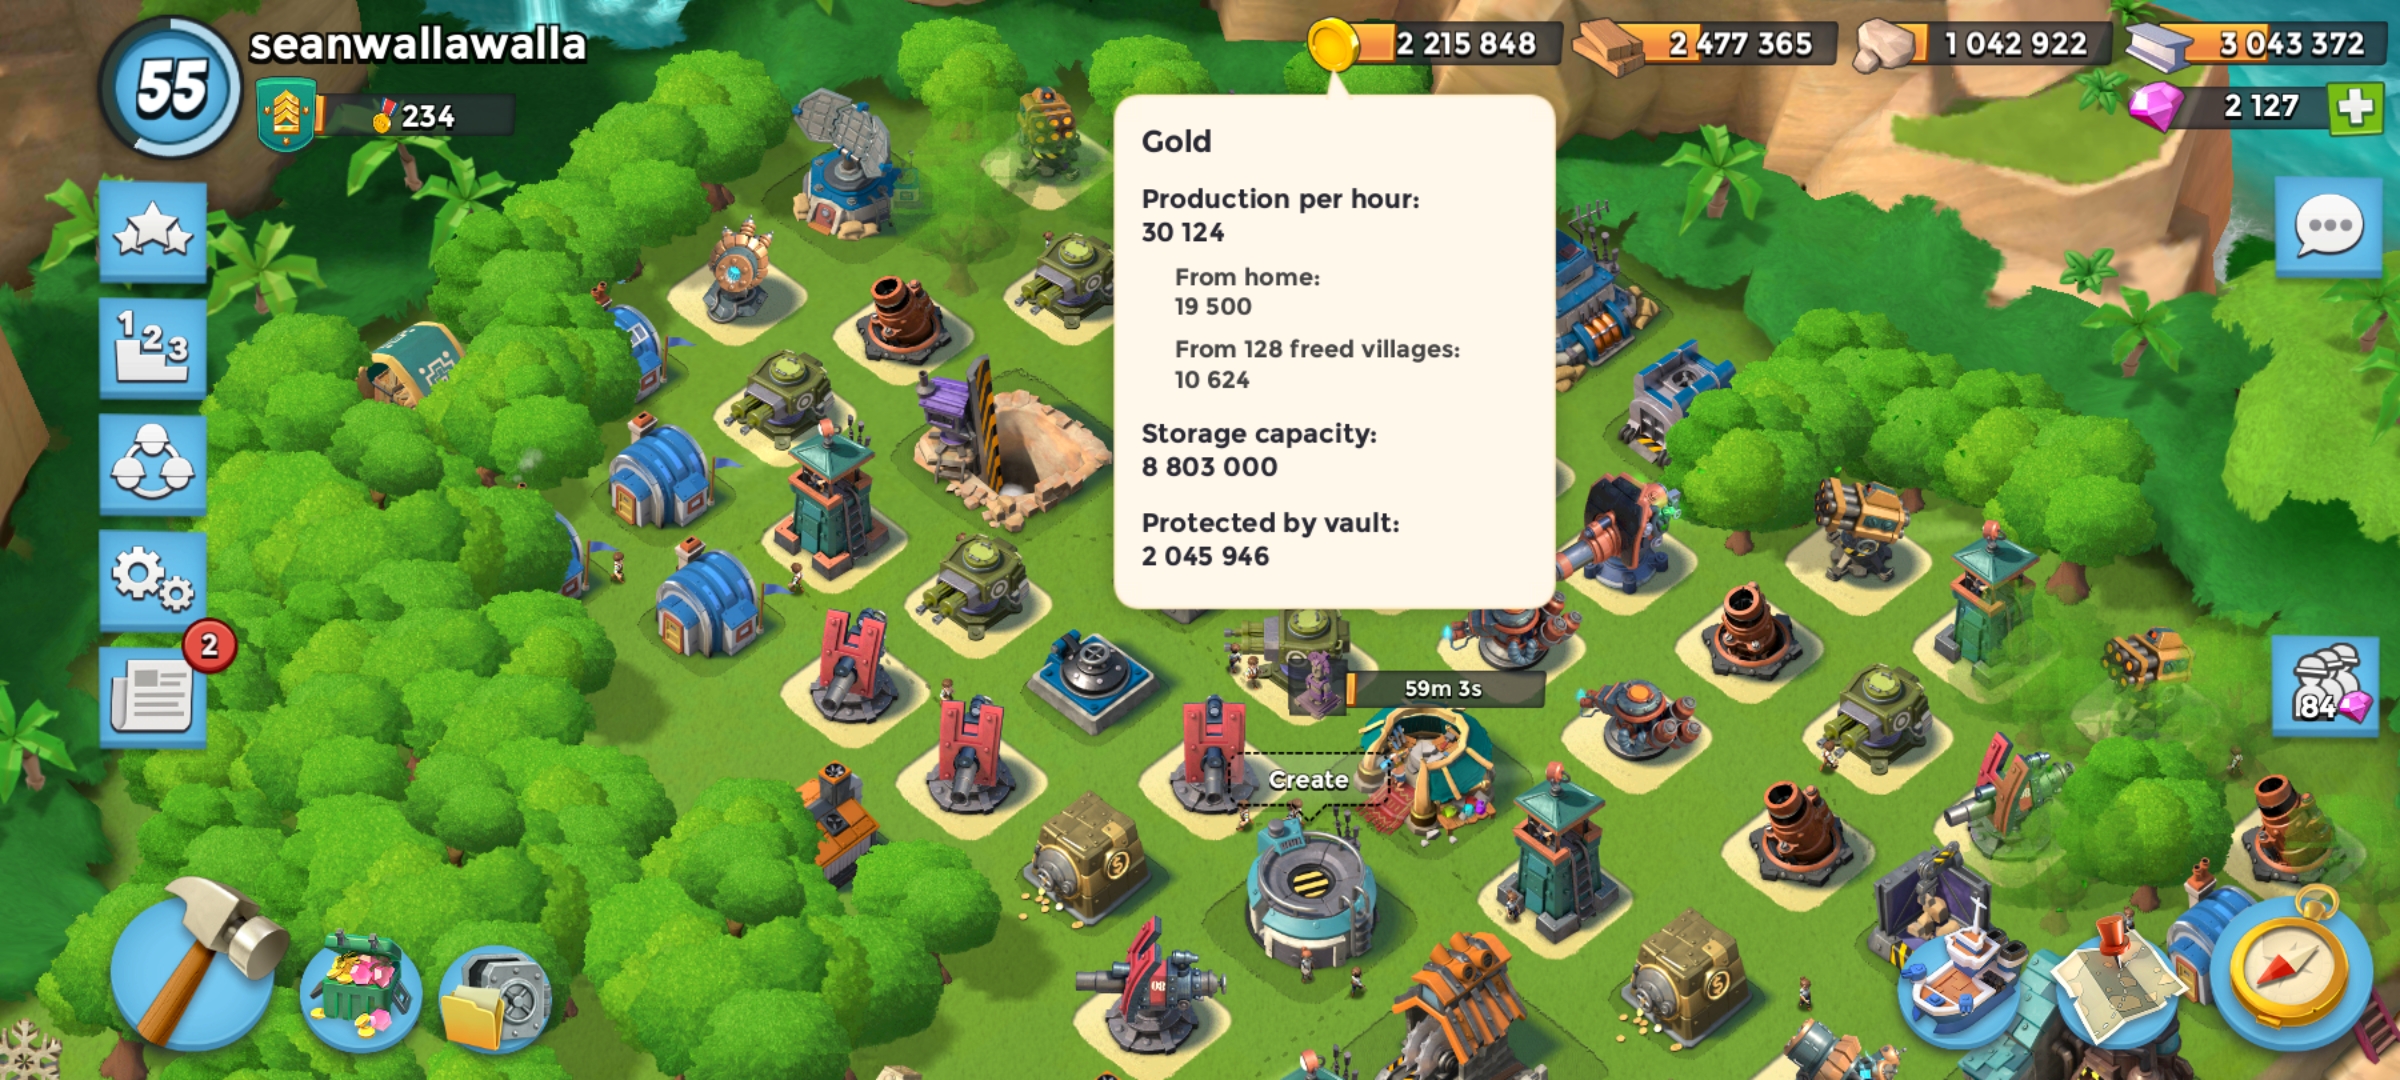 55
seanwallawalla
234
2 215 848
2 477 365
1 042 922
3 043 372
2 127
Gold
Production per hour:
30 124
From home:
19 500
From 128 freed villages:
10 624
Storage capacity:
8 803 000
Protected by vault:
2 045 946
123
2
59m 3s
84
Create